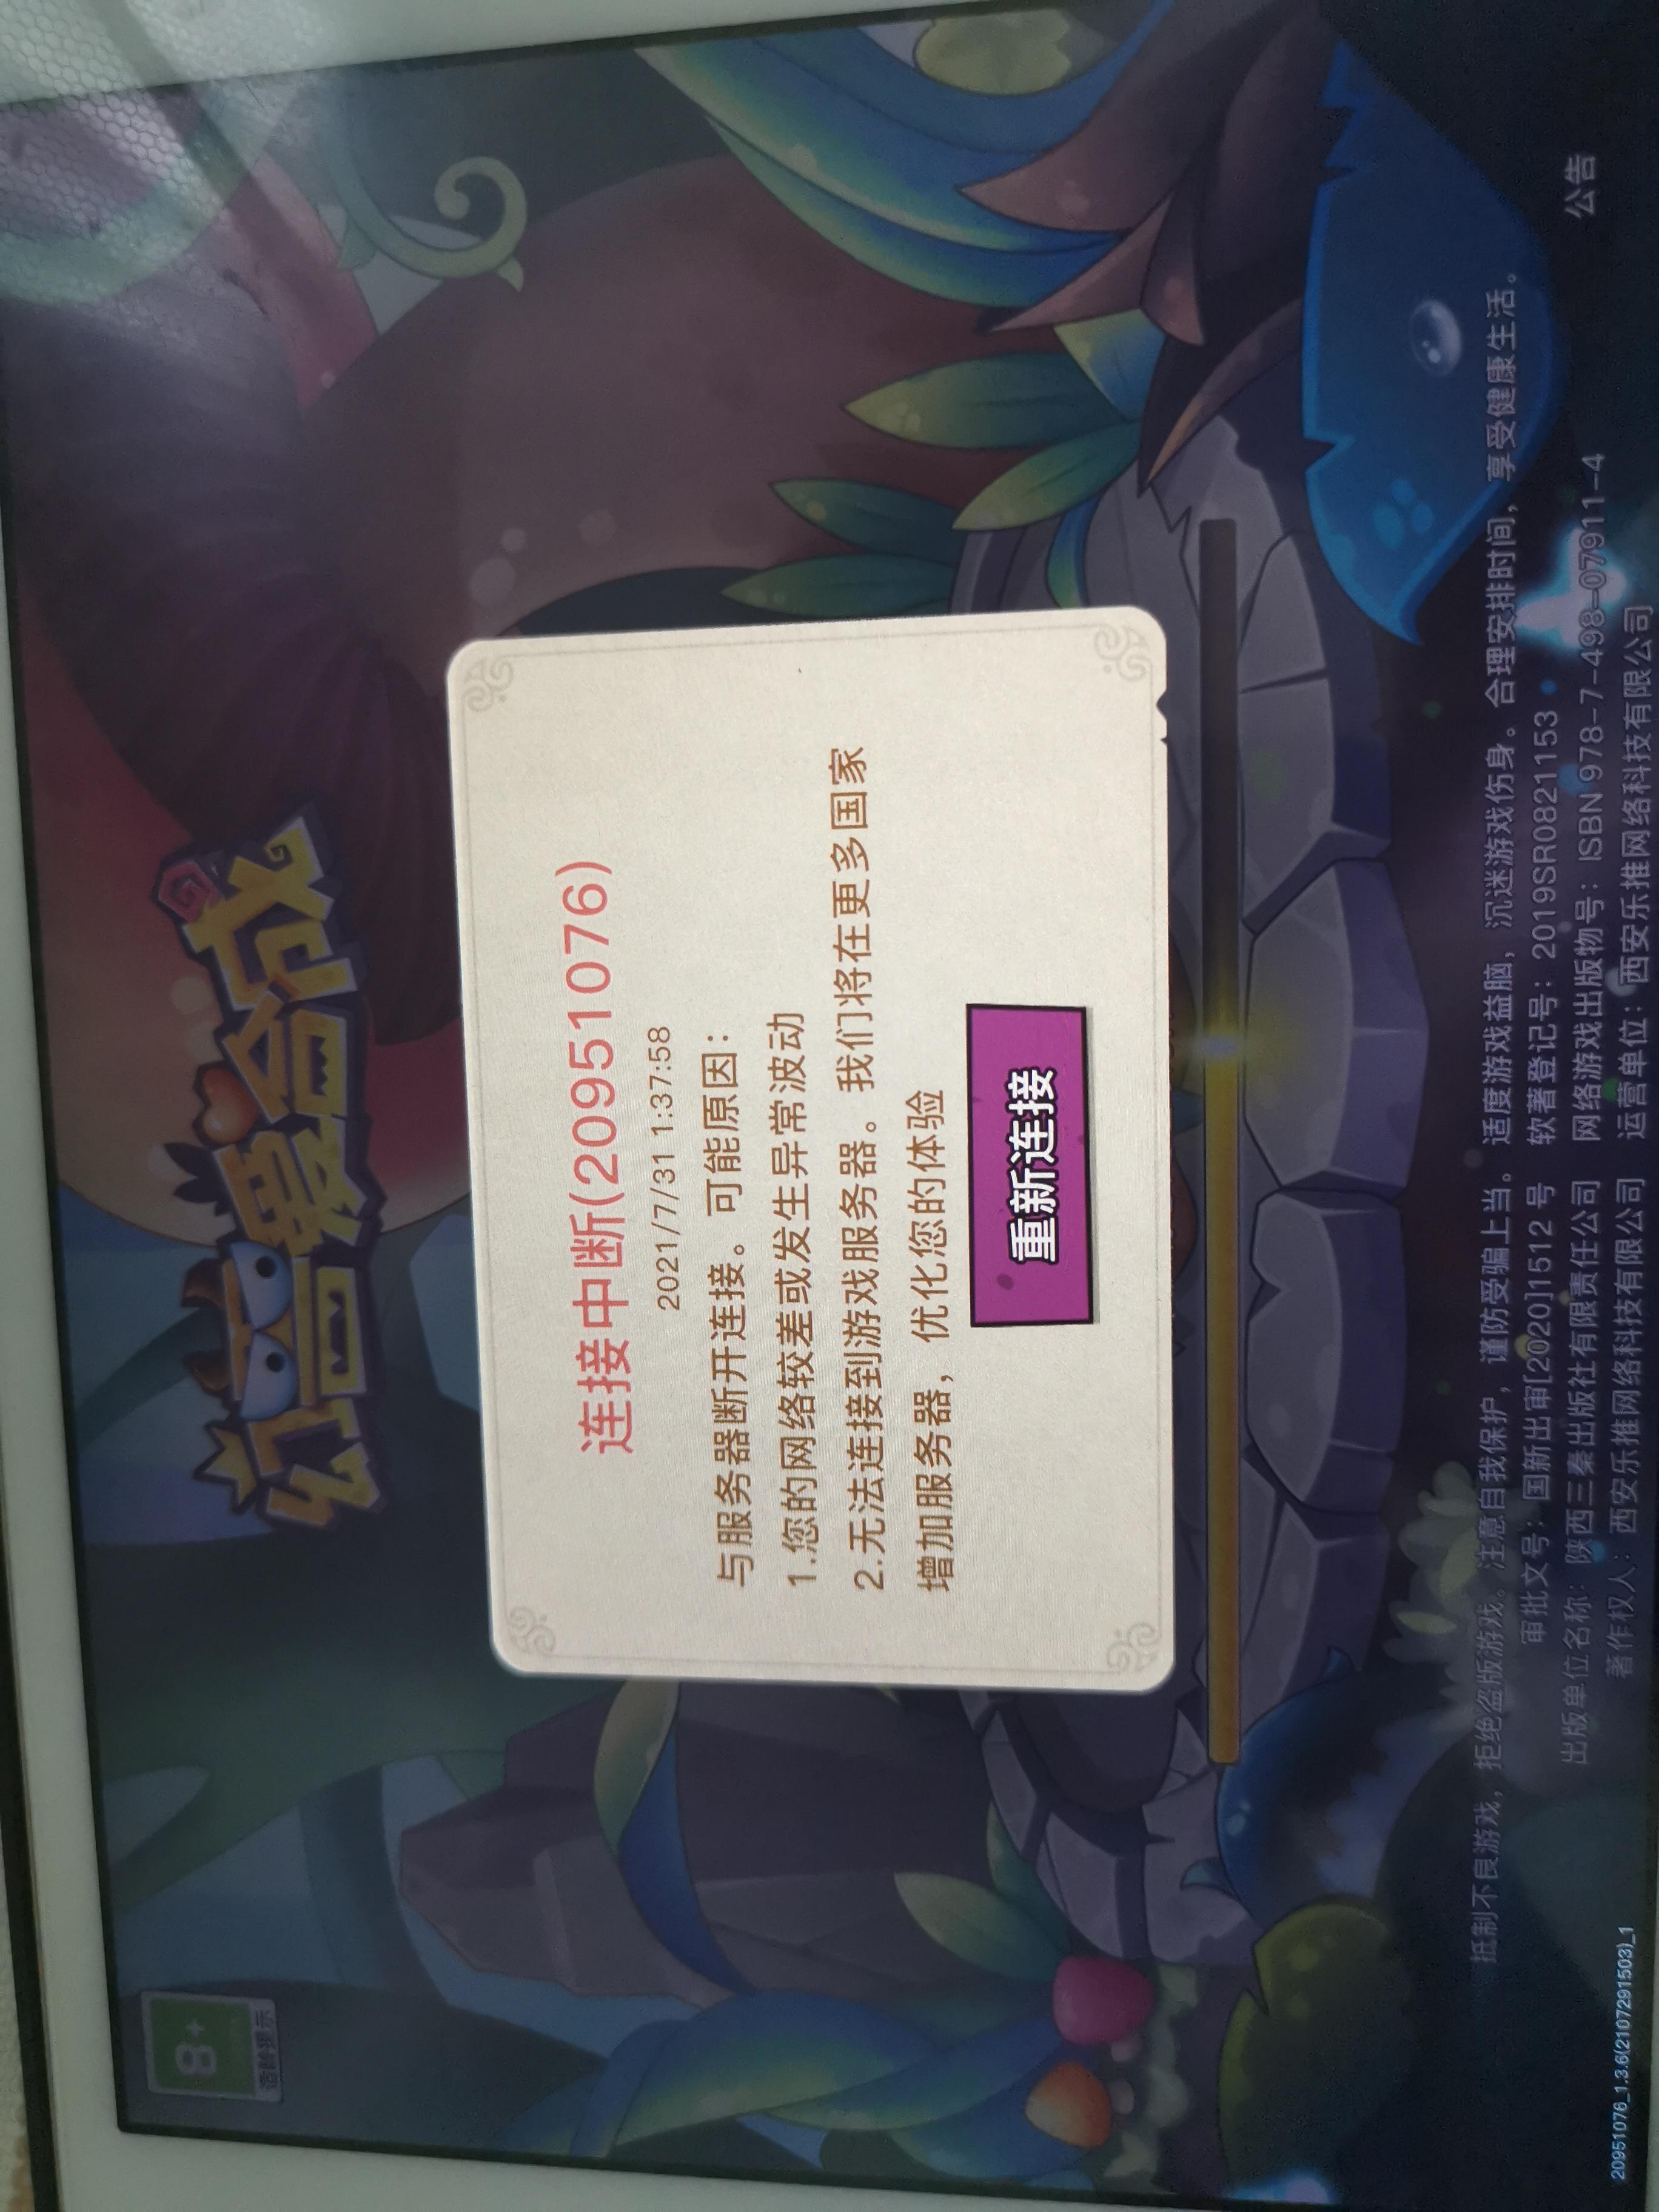 8+
适龄提示
幻兽爱合成
连接中断(20951076)
2021/7/31 1:37:58
与服务器断开连接。可能原因：
1.您的网络较差或发生异常波动
2.无法连接到游戏服务器。我们将在更多国家
增加服务器，优化您的体验
重新连接
抵制不良游戏，拒绝盗版游戏。注意自我保护，谨防受骗上当。适度游戏益脑，沉迷游戏伤身。合理安排时间，享受健康生活。
审批文号：国新出审[2020]1512 号 软著登记号：2019SR0821153
出版单位名称：陕西三秦出版社有限责任公司 网络游戏出版物号：ISBN 978-7-498-07911-4
著作权人：西安乐推网络科技有限公司 运营单位：西安乐推网络科技有限公司
公告
20951076_1.3.6(2107291503)_1